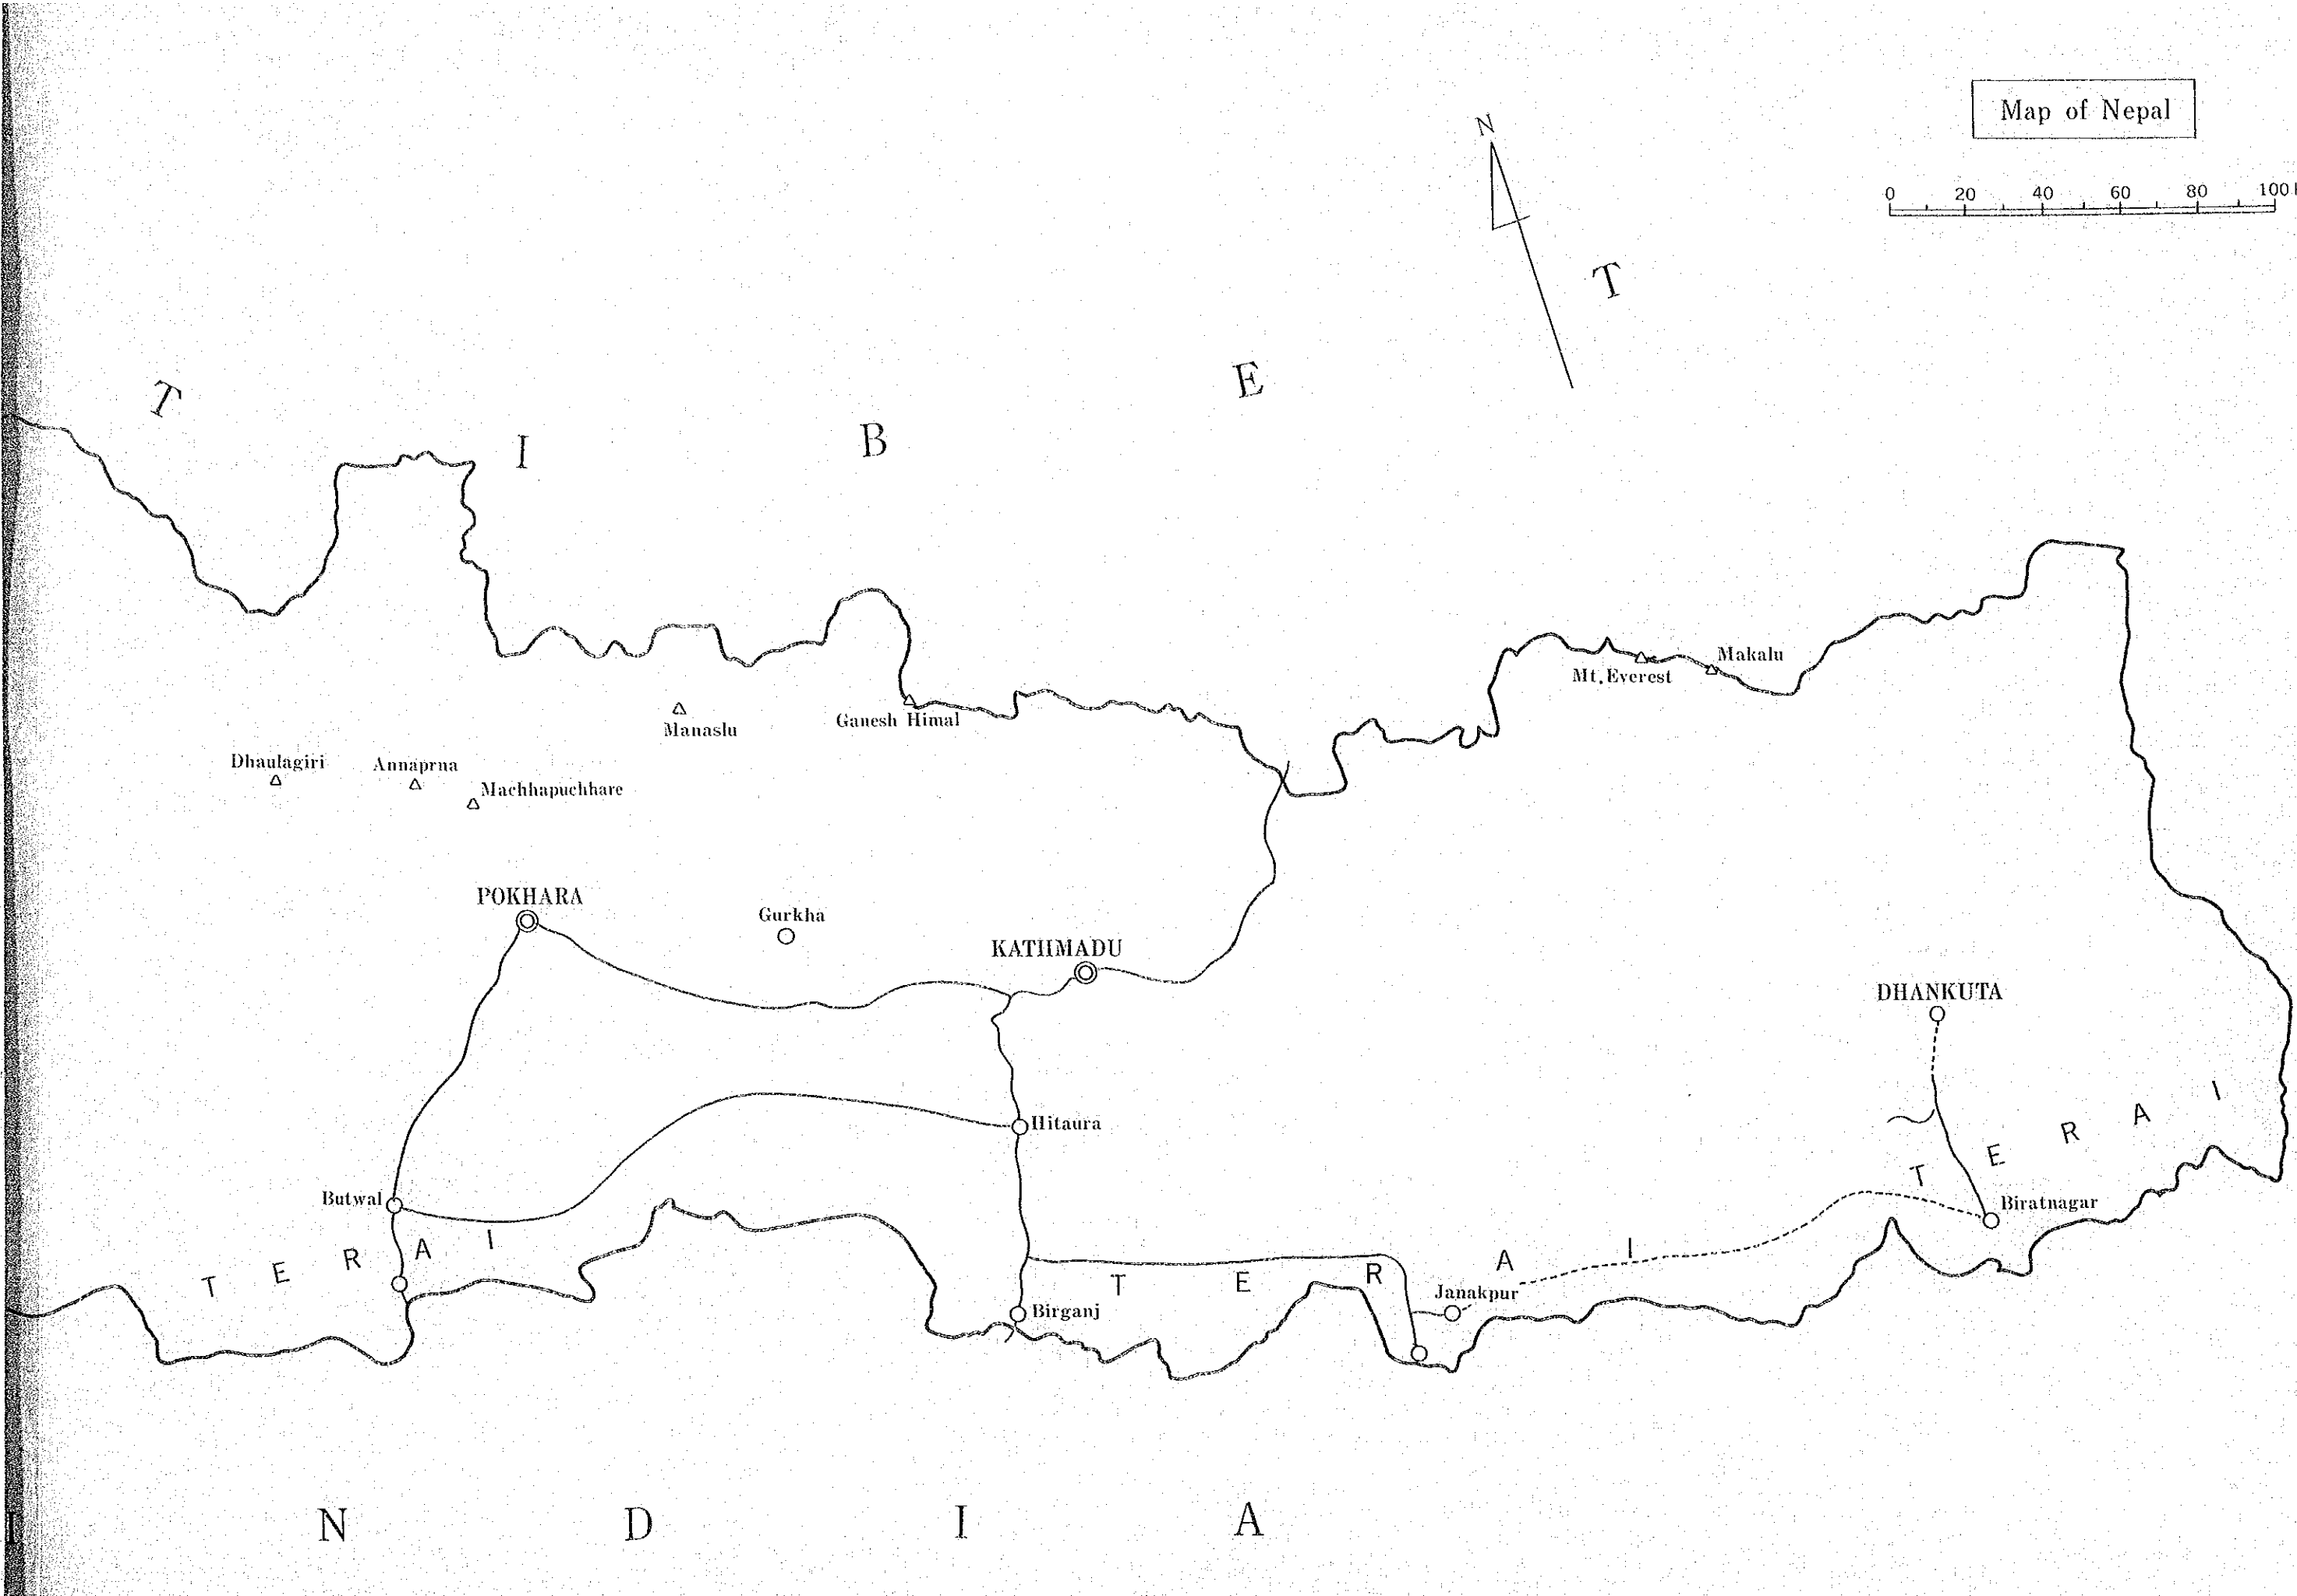 Map of Nepal
N
0 20 40 60 80 100
T I B E T
Makalu
Mt. Everest
Ganesh Himal
Manaslu
Dhaulagiri
Annaprna
Machhapuchhare
POKHARA
Gurkha
KATHMADU
DHANKUTA
Hitaura
Butwal
Biratnagar
T E R A I
T E R A I
T E R A I
Janakpur
Birganj
I N D I A